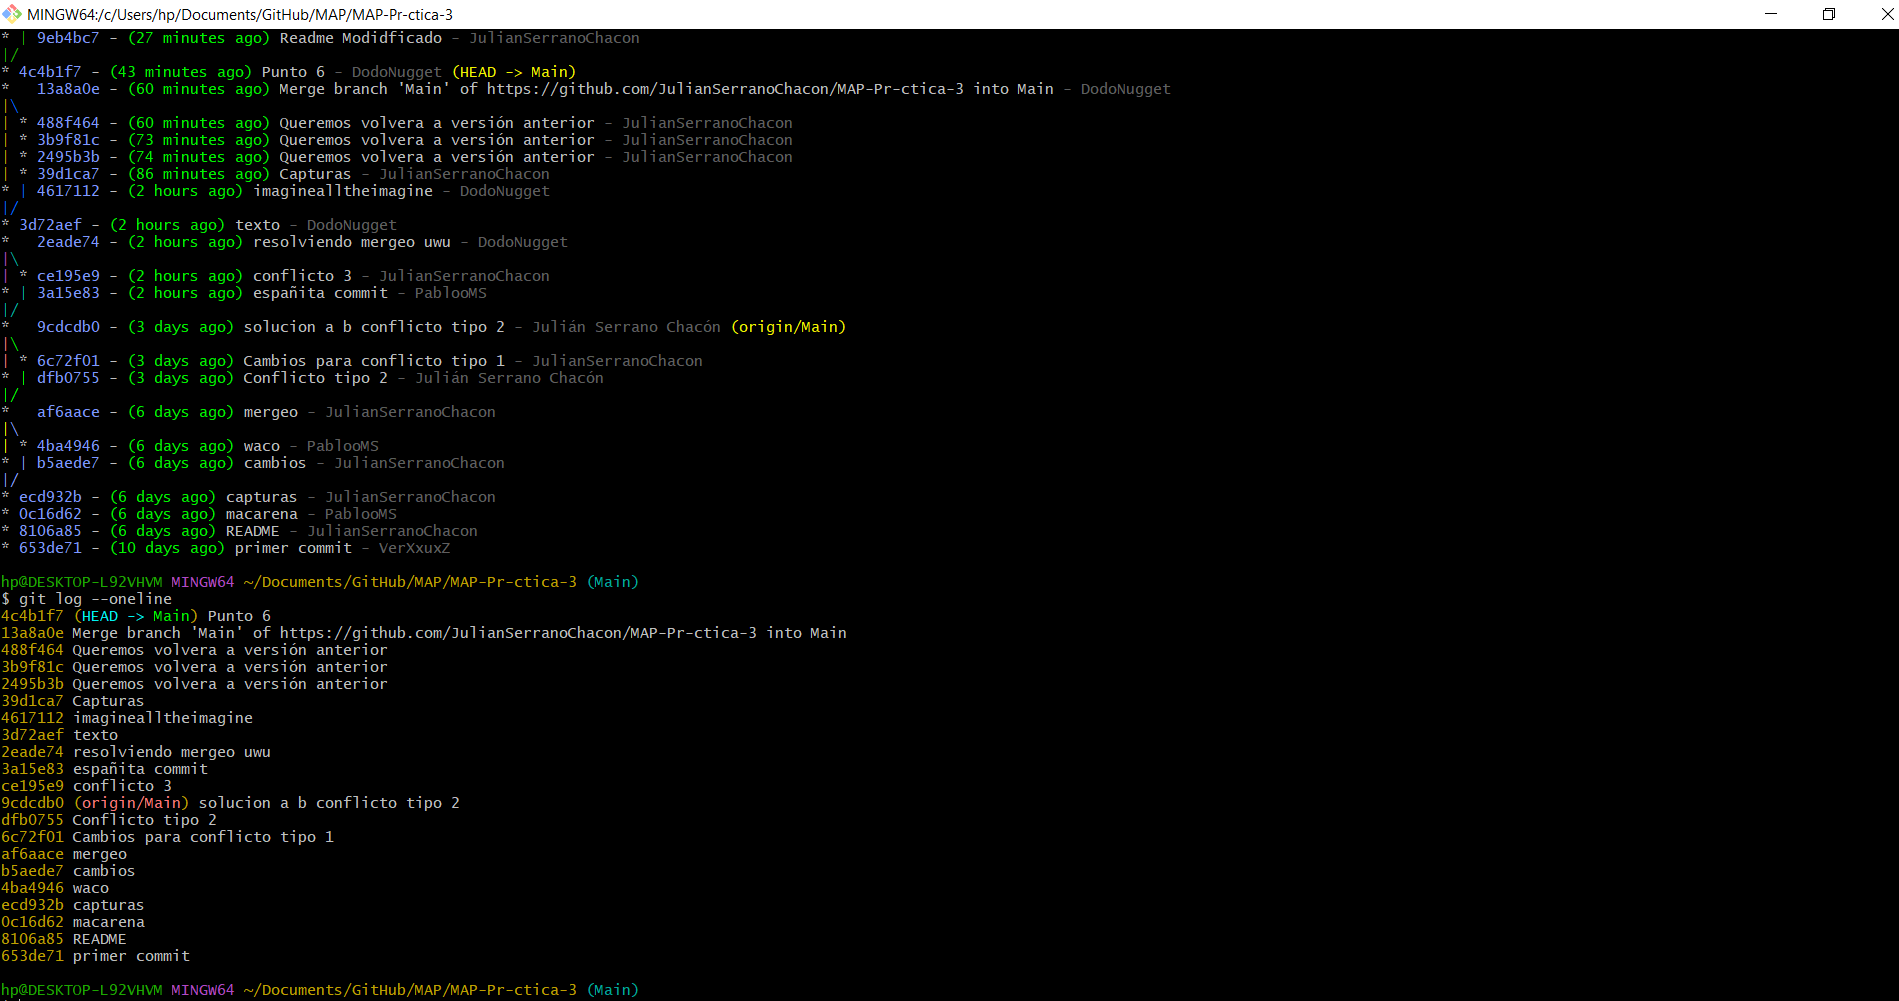 MINGW64:/c/Users/hp/Documents/GitHub/MAP/MAP-Pr-ctica-3
* | 9eb4bc7 - (27 minutes ago) Readme Modidficado - JulianSerranoChacon
|/
* 4c4b1f7 - (43 minutes ago) Punto 6 - DodoNugget (HEAD -> Main)
*   13a8a0e - (60 minutes ago) Merge branch 'Main' of https://github.com/JulianSerranoChacon/MAP-Pr-ctica-3 into Main - DodoNugget
|\
| * 488f464 - (60 minutes ago) Queremos volvera a versión anterior - JulianSerranoChacon
| * 3b9f81c - (73 minutes ago) Queremos volvera a versión anterior - JulianSerranoChacon
| * 2495b3b - (74 minutes ago) Queremos volvera a versión anterior - JulianSerranoChacon
| * 39d1ca7 - (86 minutes ago) Capturas - JulianSerranoChacon
* | 4617112 - (2 hours ago) imaginealltheimagine - DodoNugget
|/
* 3d72aef - (2 hours ago) texto - DodoNugget
*   2eade74 - (2 hours ago) resolviendo mergeo uwu - DodoNugget
|\
| * ce195e9 - (2 hours ago) conflicto 3 - JulianSerranoChacon
* | 3a15e83 - (2 hours ago) españita commit - PablooMS
|/
*   9cdcdb0 - (3 days ago) solucion a b conflicto tipo 2 - Julián Serrano Chacón (origin/Main)
|\
| * 6c72f01 - (3 days ago) Cambios para conflicto tipo 1 - JulianSerranoChacon
* | dfb0755 - (3 days ago) Conflicto tipo 2 - Julián Serrano Chacón
|/
*   af6aace - (6 days ago) mergeo - JulianSerranoChacon
|\
| * 4ba4946 - (6 days ago) waco - PablooMS
* | b5aede7 - (6 days ago) cambios - JulianSerranoChacon
|/
* ecd932b - (6 days ago) capturas - JulianSerranoChacon
* 0c16d62 - (6 days ago) macarena - PablooMS
* 8106a85 - (6 days ago) README - JulianSerranoChacon
* 653de71 - (10 days ago) primer commit - VerXxuxZ
hp@DESKTOP-L92VHVM MINGW64 ~/Documents/GitHub/MAP/MAP-Pr-ctica-3 (Main)
$ git log --oneline
4c4b1f7 (HEAD -> Main) Punto 6
13a8a0e Merge branch 'Main' of https://github.com/JulianSerranoChacon/MAP-Pr-ctica-3 into Main
488f464 Queremos volvera a versión anterior
3b9f81c Queremos volvera a versión anterior
2495b3b Queremos volvera a versión anterior
39d1ca7 Capturas
4617112 imaginealltheimagine
3d72aef texto
2eade74 resolviendo mergeo uwu
3a15e83 españita commit
ce195e9 conflicto 3
9cdcdb0 (origin/Main) solucion a b conflicto tipo 2
dfb0755 Conflicto tipo 2
6c72f01 Cambios para conflicto tipo 1
af6aace mergeo
b5aede7 cambios
4ba4946 waco
ecd932b capturas
0c16d62 macarena
8106a85 README
653de71 primer commit
hp@DESKTOP-L92VHVM MINGW64 ~/Documents/GitHub/MAP/MAP-Pr-ctica-3 (Main)